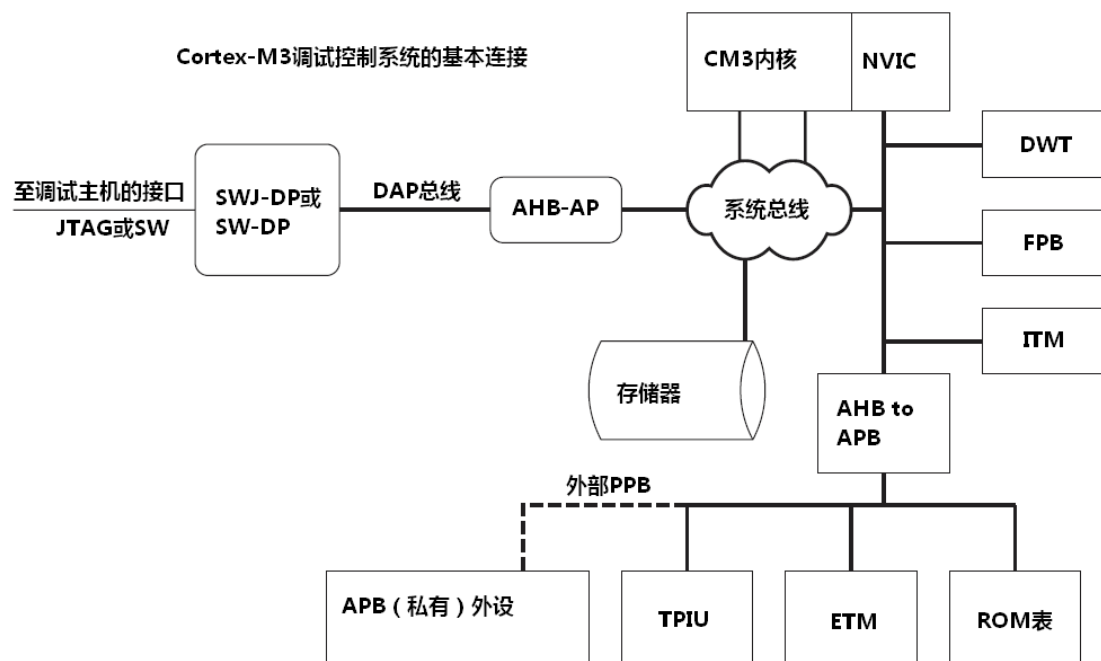 Cortex-M3调试控制系统的基本连接
CM3内核
NVIC
DWT
至调试主机的接口
JTAG或SW
SWJ-DP或
SW-DP
DAP总线
AHB-AP
系统总线
FPB
ITM
存储器
AHB to
APB
外部PPB
APB（私有）外设
TPIU
ETM
ROM表